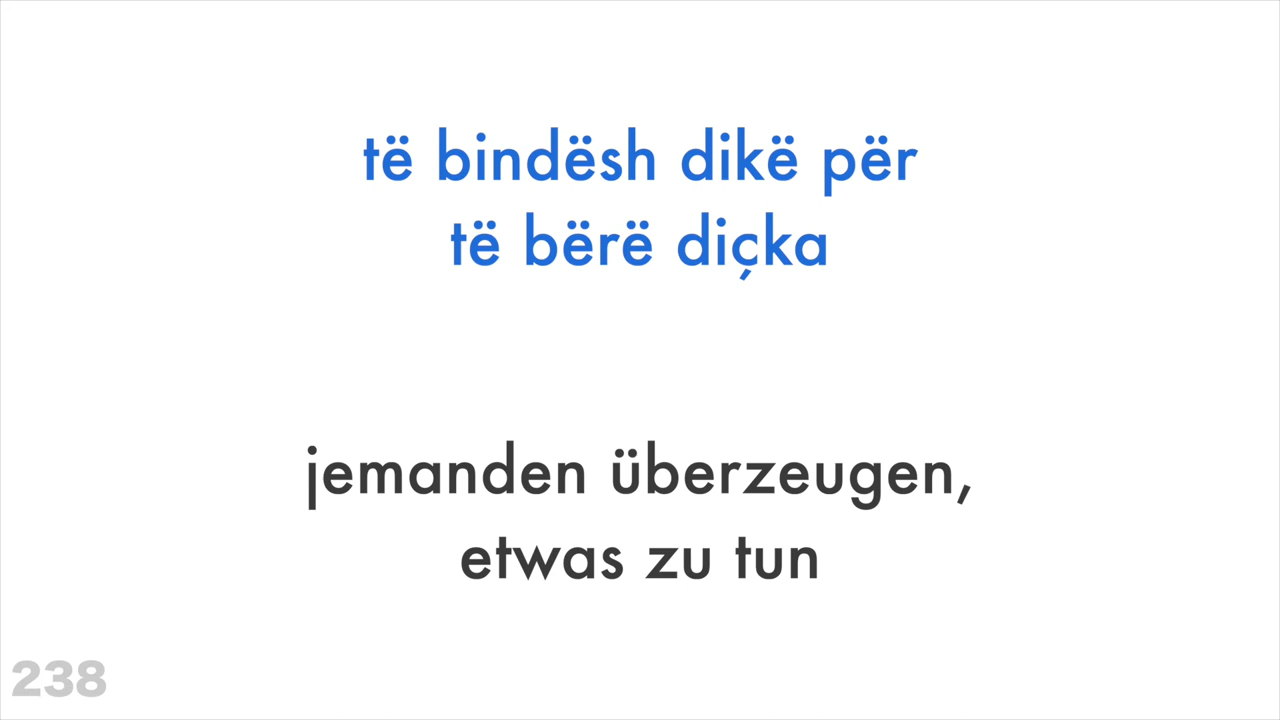 të bindësh dikë për
të bërë diçka
jemanden überzeugen,
etwas zu tun
238